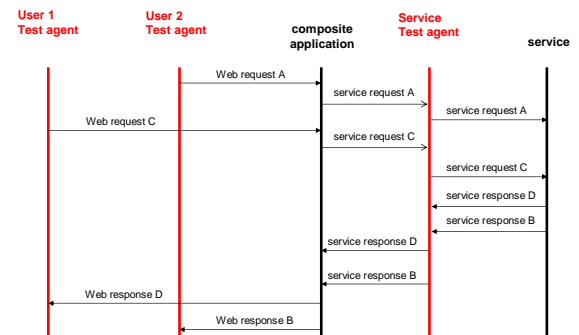 User 1
Test agent
User 2
Test agent
composite
application
Service
Test agent
service
Web request A
service request A
service request A
Web request C
service request C
service request C
service response D
service response B
service response D
service response B
Web response D
Web response B